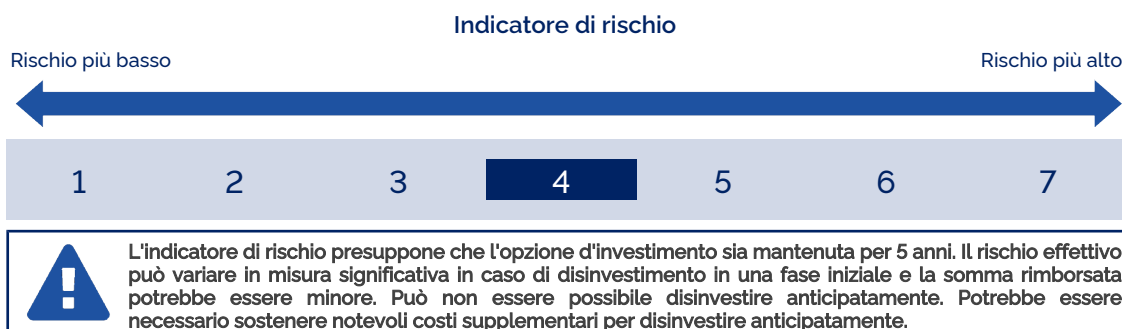 Indicatore di rischio
Rischio più basso Rischio più alto
1 2 3 4 5 6 7
L'indicatore di rischio presuppone che l'opzione d'investimento sia mantenuta per 5 anni. Il rischio effettivo
può variare in misura significativa in caso di disinvestimento in una fase iniziale e la somma rimborsata
potrebbe essere minore. Può non essere possibile disinvestire anticipatamente. Potrebbe essere
necessario sostenere notevoli costi supplementari per disinvestire anticipatamente.